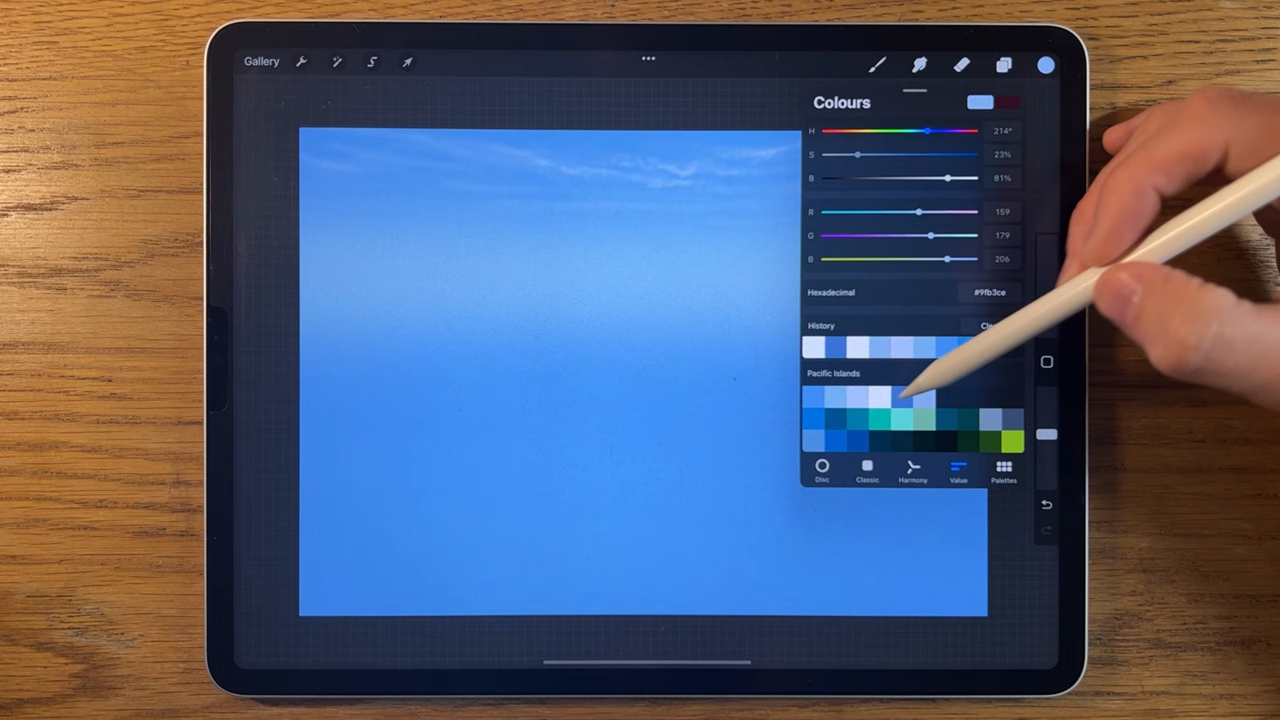 Gallery
Colours
H 214°
S 23%
B 81%
R 159
G 179
B 206
Hexadecimal #9fb3ce
History
Pacific Islands
Disc Classic Harmony Value Palettes